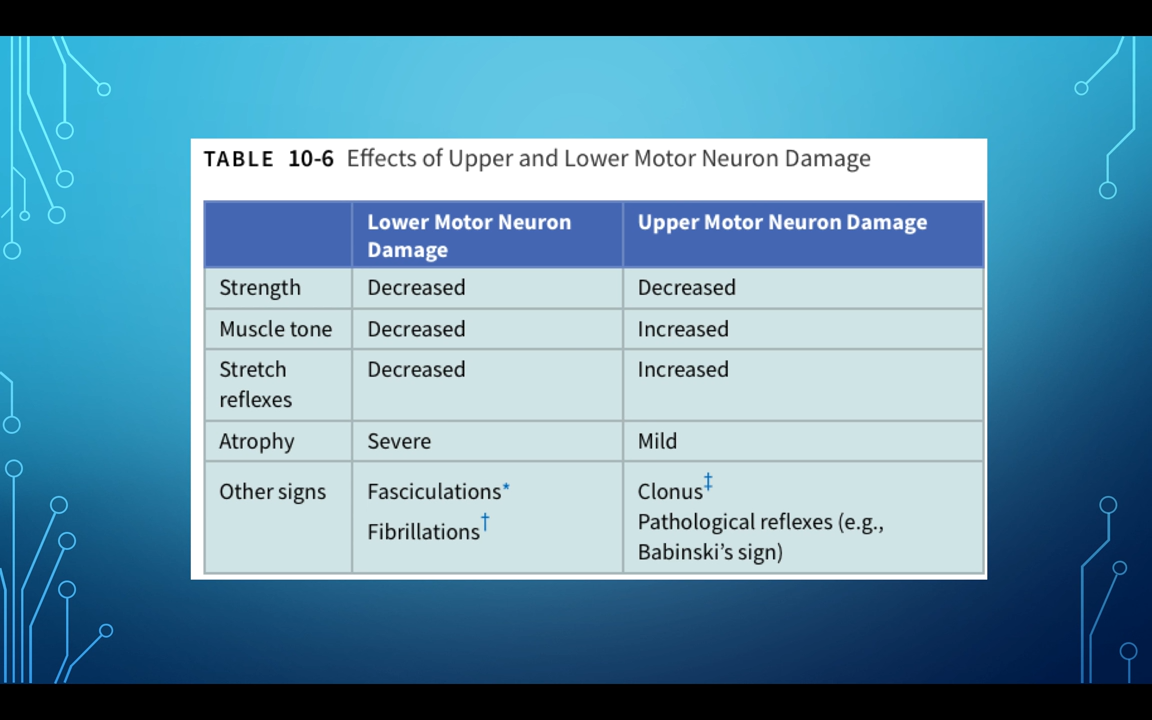 TABLE 10-6 Effects of Upper and Lower Motor Neuron Damage
Lower Motor Neuron Damage
Upper Motor Neuron Damage
Strength Decreased Decreased
Muscle tone Decreased Increased
Stretch reflexes Decreased Increased
Atrophy Severe Mild
Other signs
Fasciculations*
Fibrillations†
Clonus‡
Pathological reflexes (e.g.,
Babinski's sign)